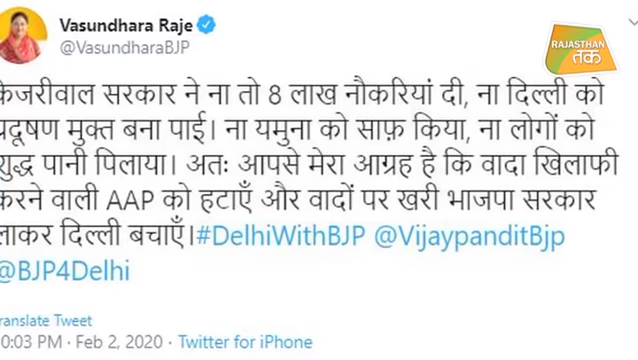 Vasundhara Raje
@VasundharaBJP
RAJASTHAN
तक
केजरीवाल सरकार ने ना तो 8 लाख नौकरियां दी, ना दिल्ली को
प्रदूषण मुक्त बना पाई। ना यमुना को साफ़ किया, ना लोगों को
शुद्ध पानी पिलाया। अतः आपसे मेरा आग्रह है कि वादा खिलाफी
करने वाली AAP को हटाएँ और वादों पर खरी भाजपा सरकार
लाकर दिल्ली बचाएँ।#DelhiWithBJP @VijaypanditBjp
@BJP4Delhi
ranslate Tweet
0:03 PM · Feb 2, 2020 · Twitter for iPhone